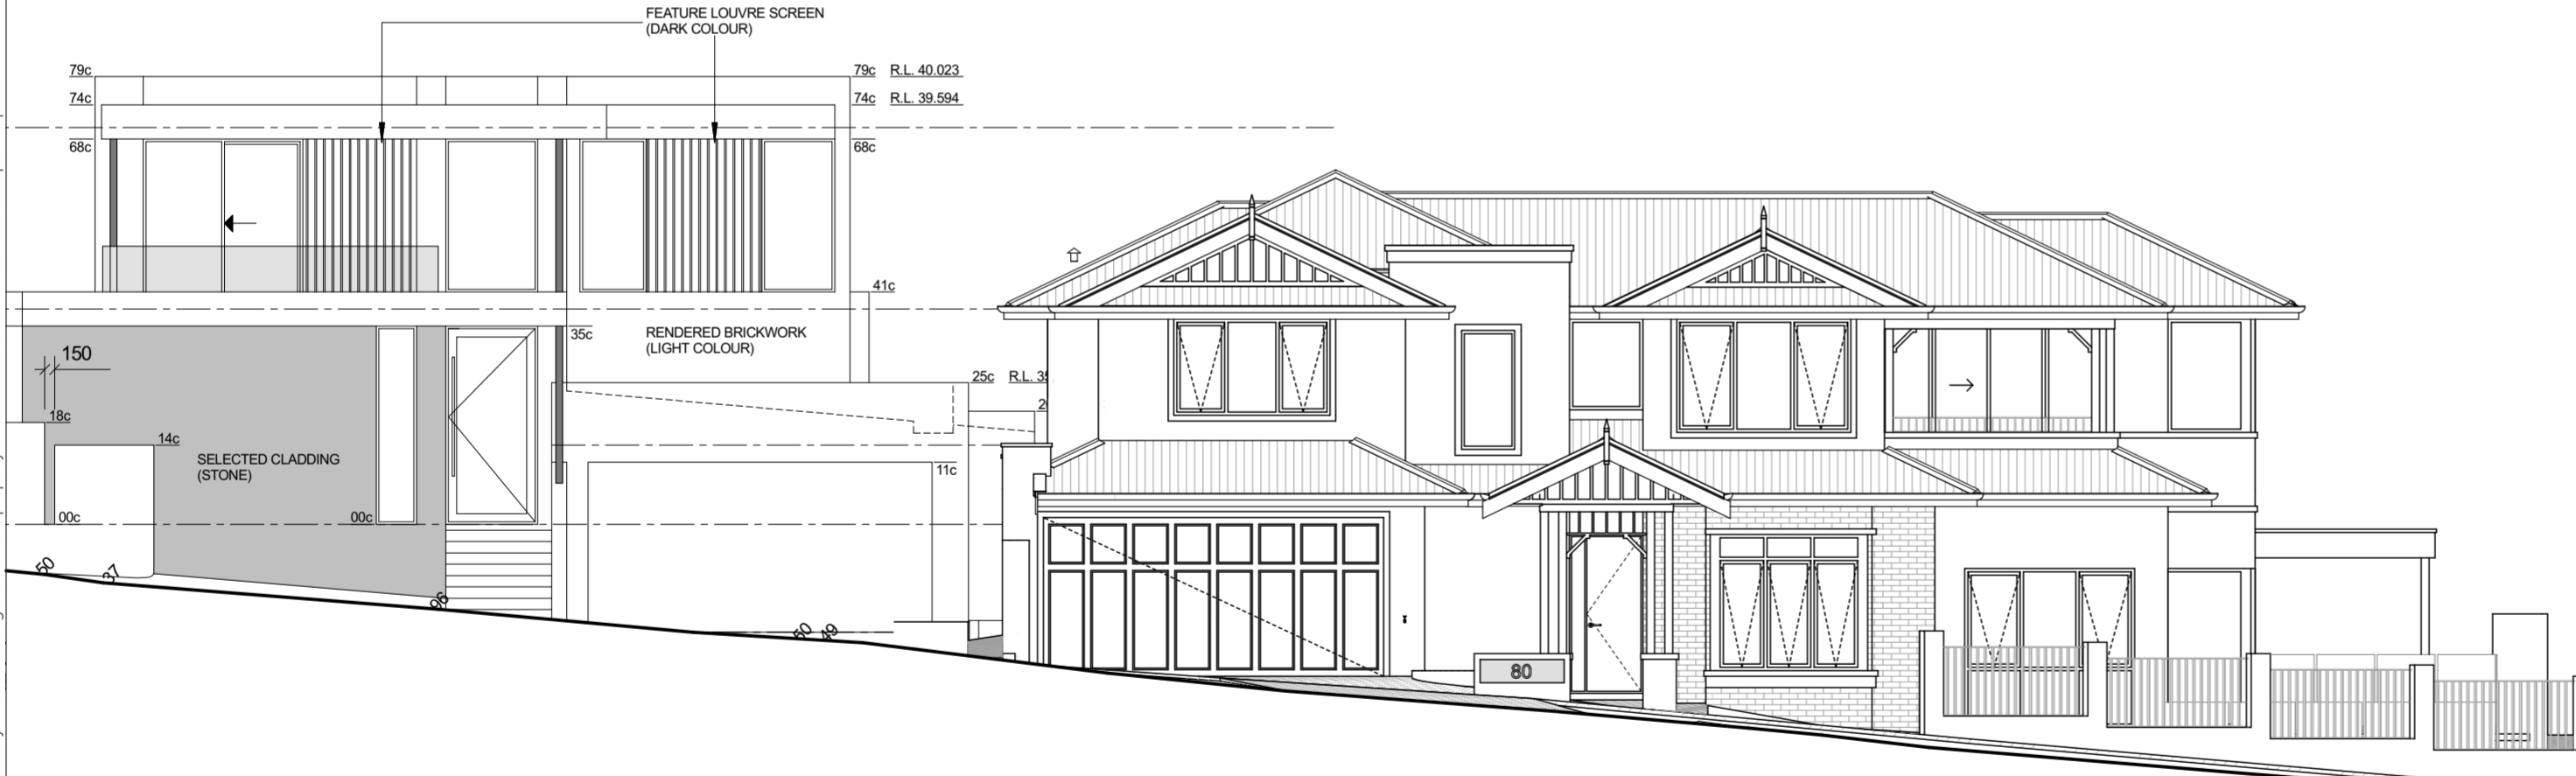 FEATURE LOUVRE SCREEN
(DARK COLOUR)
79c
79c R.L. 40.023
74c
74c R.L. 39.594
68c
68c
41c
RENDERED BRICKWORK
(LIGHT COLOUR)
35c
150
25c R.L.
18c
14c
SELECTED CLADDING
(STONE)
11c
00c
00c
50
37
96
50
49
80